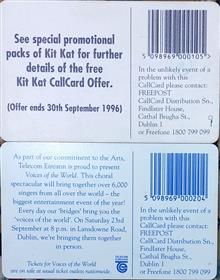 See special promotional
packs of Kit Kat for further
details of the free
Kit Kat CallCard Offer.
(Offer ends 30th September 1996)
5 098969 000105 >
In the unlikely event of a
problem with this
CallCard please contact:
FREEPOST
CallCard Distribution Sn.,
Findlater House,
Cathal Brugha St.,
Dublin 1
or Freefone 1800 799 099
As part of our commitment to the Arts,
Telecom Eireann is proud to present
Voices of the World. This choral
spectacular will bring together over 6,000
singers from all over the world – the
biggest entertainment event of the year!
Every day our 'bridges' bring you the
"voices of the world". On Saturday 23rd
September at 8 p.m. in Lansdowne Road,
Dublin, we're bringing them together
in person.
Tickets for Voices of the World
are on sale at usual ticket outlets nationwide.
5 098969 000204 >
In the unlikely event of a
problem with this
CallCard please contact:
FREEPOST
CallCard Distribution Sn.,
Findlater House,
Cathal Brugha St.,
Dublin 1.
or Freefone 1800 799 099